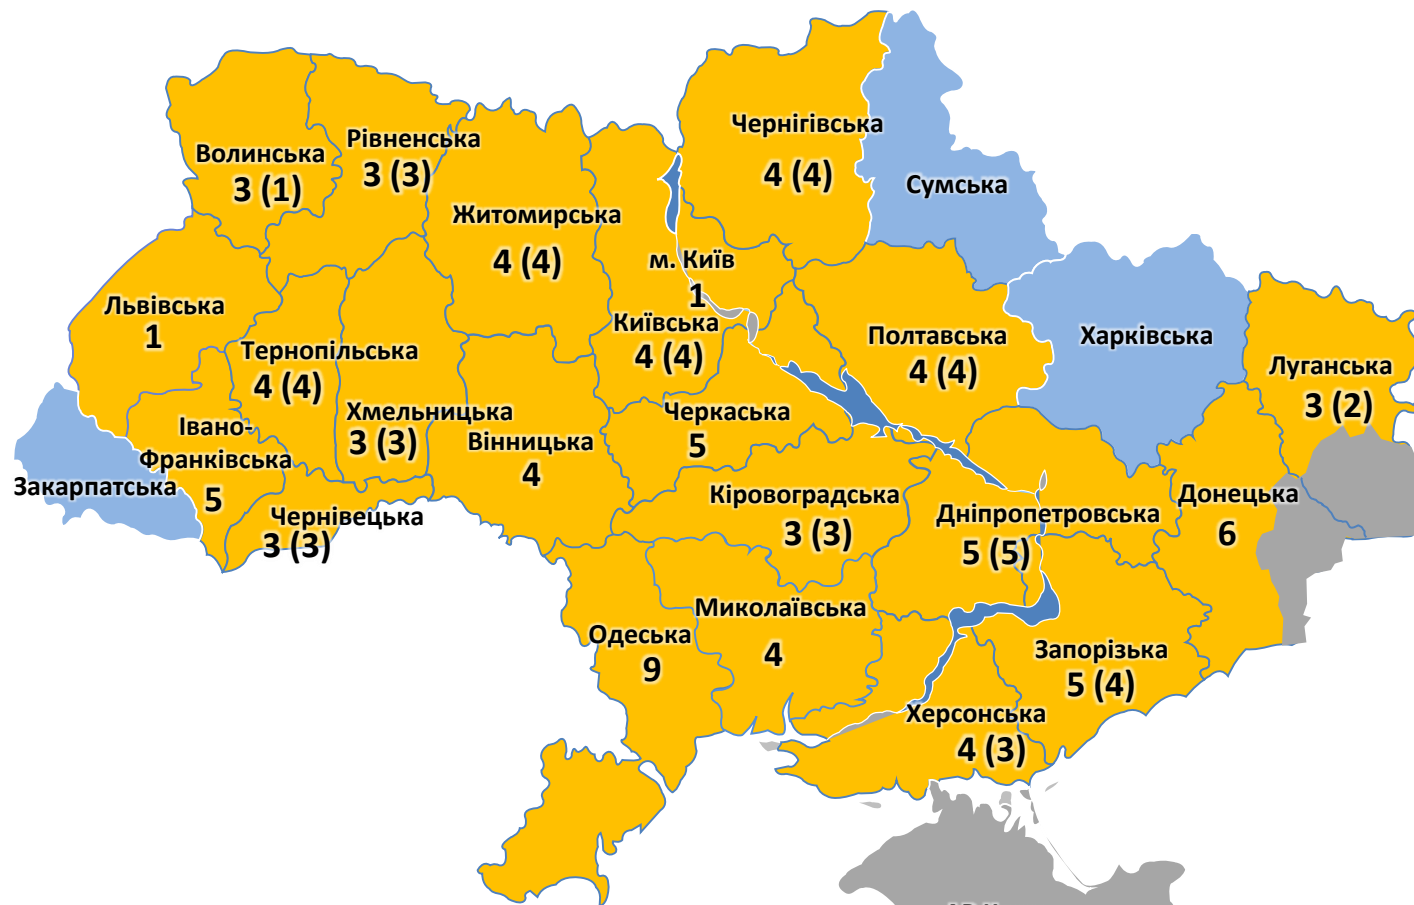 Чернігівська
4 (4)
Рівненська
3 (3)
Волинська
3 (1)
Сумська
Житомирська
4 (4)
м. Київ
1
Львівська
1
Київська
4 (4)
Полтавська
4 (4)
Харківська
Тернопільська
4 (4)
Луганська
3 (2)
Хмельницька
3 (3)
Черкаська
5
Івано-
Франківська
5
Вінницька
4
Закарпатська
Кіровоградська
3 (3)
Донецька
6
Чернівецька
3 (3)
Дніпропетровська
5 (5)
Миколаївська
4
Одеська
9
Запорізька
5 (4)
Херсонська
4 (3)